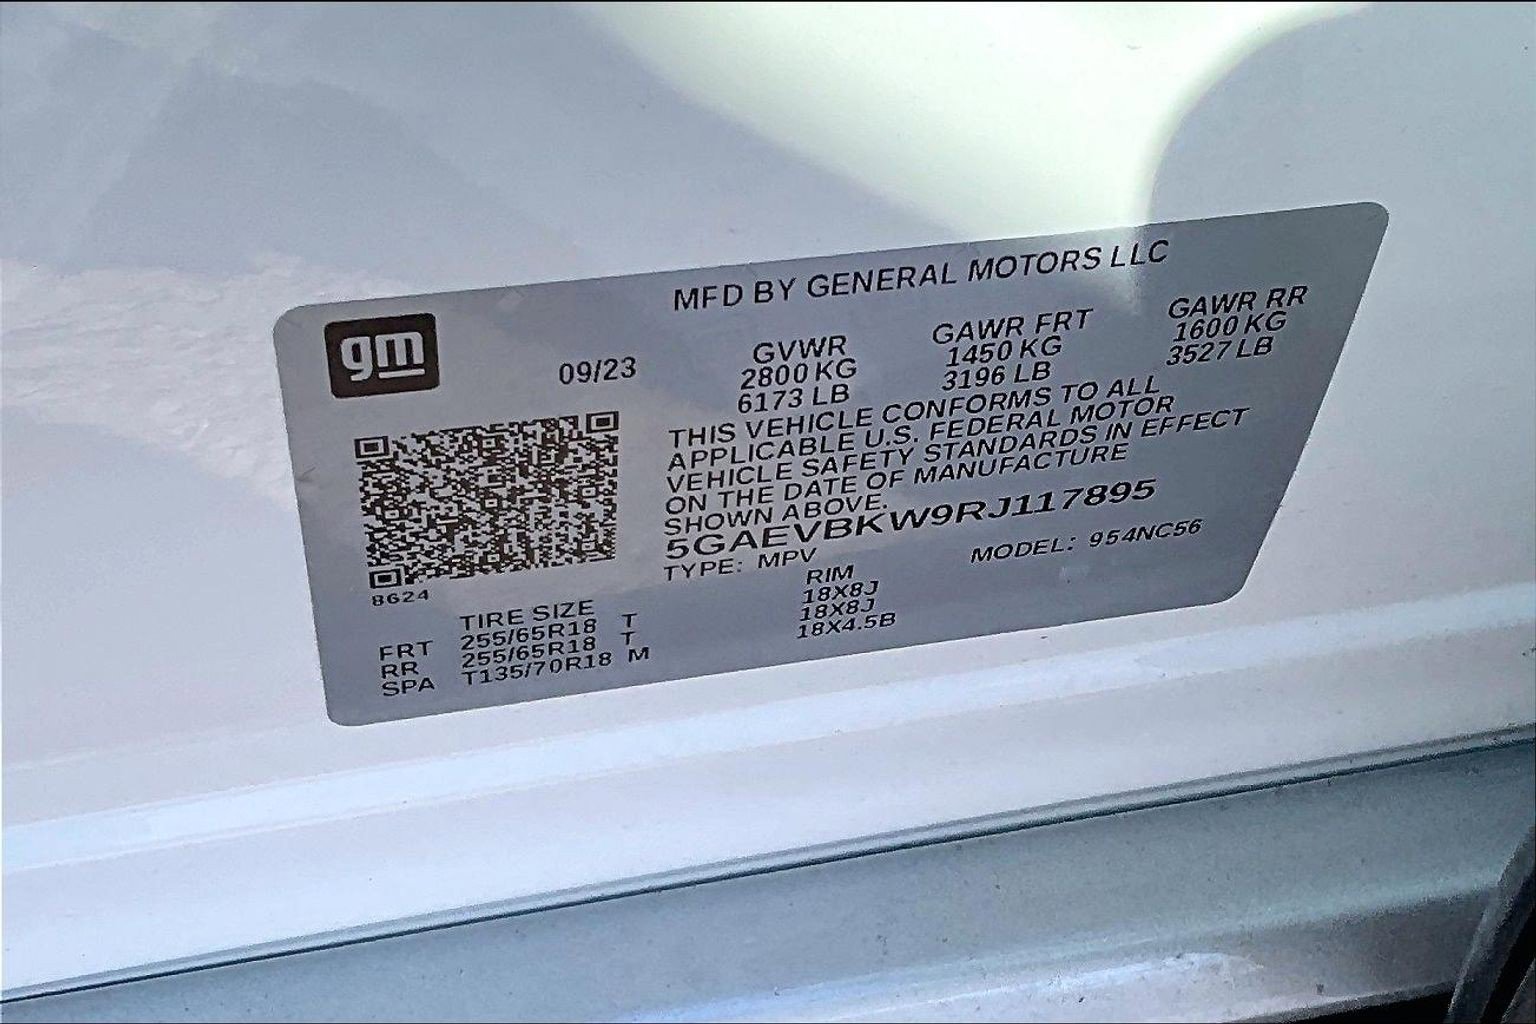 MFD BY GENERAL MOTORS LLC
gm
09/23
GVWR
2800 KG
6173 LB
GAWR FRT
1450 KG
3196 LB
GAWR RR
1600 KG
3527 LB
THIS VEHICLE CONFORMS TO ALL
APPLICABLE U.S. FEDERAL MOTOR
VEHICLE SAFETY STANDARDS IN EFFECT
ON THE DATE OF MANUFACTURE
SHOWN ABOVE.
5GAEVBKW9RJ117895
TYPE: MPV MODEL: 954NC56
8624
TIRE SIZE RIM
FRT 255/65R18 T 18X8J
RR 255/65R18 T 18X8J
SPA T135/70R18 M 18X4.5B